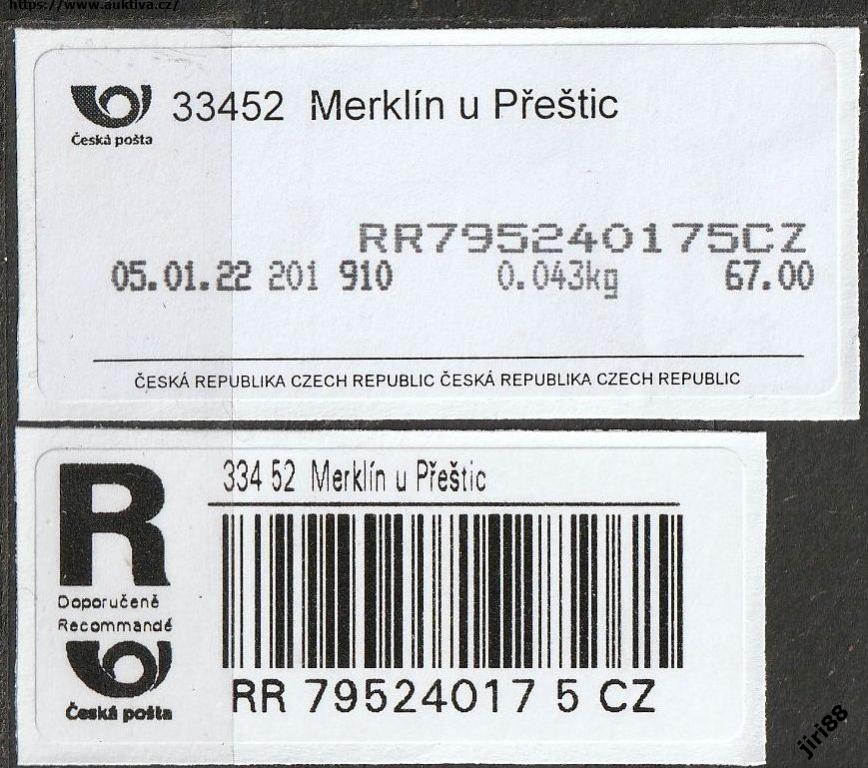 https://www.auktiva.cz/
33452 Merklín u Přeštic
Česká pošta
RR795240175CZ
05.01.22 201 910 0.043kg 67.00
ČESKÁ REPUBLIKA CZECH REPUBLIC ČESKÁ REPUBLIKA CZECH REPUBLIC
R
334 52 Merklín u Přeštic
Doporučeně
Recommandé
Česká pošta
RR 79524017 5 CZ
jiri88